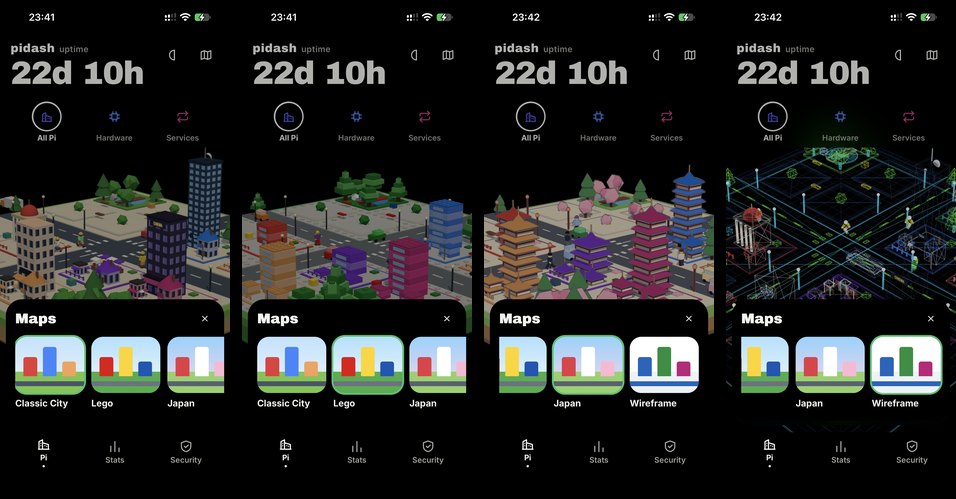 23:41
pidash uptime
22d 10h
All Pi Hardware Services
Maps
Classic City Lego Japan
Pi Stats Security
23:41
pidash uptime
22d 10h
All Pi Hardware Services
Maps
Classic City Lego Japan
Pi Stats Security
23:42
pidash uptime
22d 10h
All Pi Hardware Services
Maps
Japan Wireframe
Pi Stats Security
23:42
pidash uptime
22d 10h
All Pi Hardware Services
Maps
Japan Wireframe
Pi Stats Security